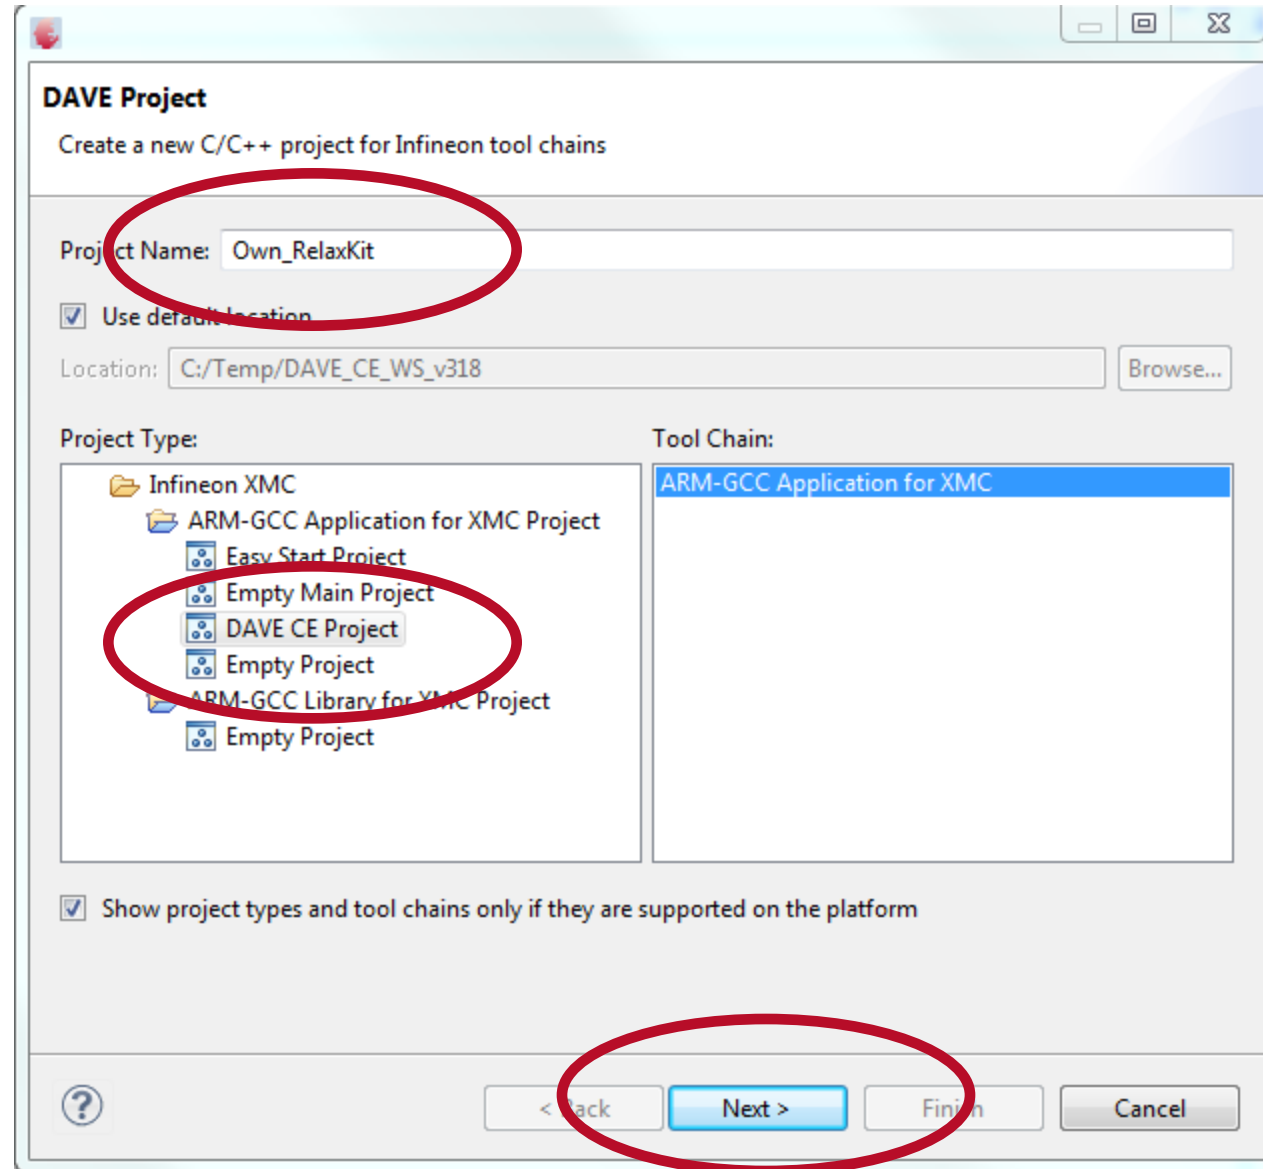 DAVE Project
Create a new C/C++ project for Infineon tool chains
Project Name: Own_RelaxKit
Use default location
Location: C:/Temp/DAVE_CE_WS_v318 Browse...
Project Type: Tool Chain:
Infineon XMC ARM-GCC Application for XMC
ARM-GCC Application for XMC Project
Easy Start Project
Empty Main Project
DAVE CE Project
Empty Project
ARM-GCC Library for XMC Project
Empty Project
Show project types and tool chains only if they are supported on the platform
< Back Next > Finish Cancel